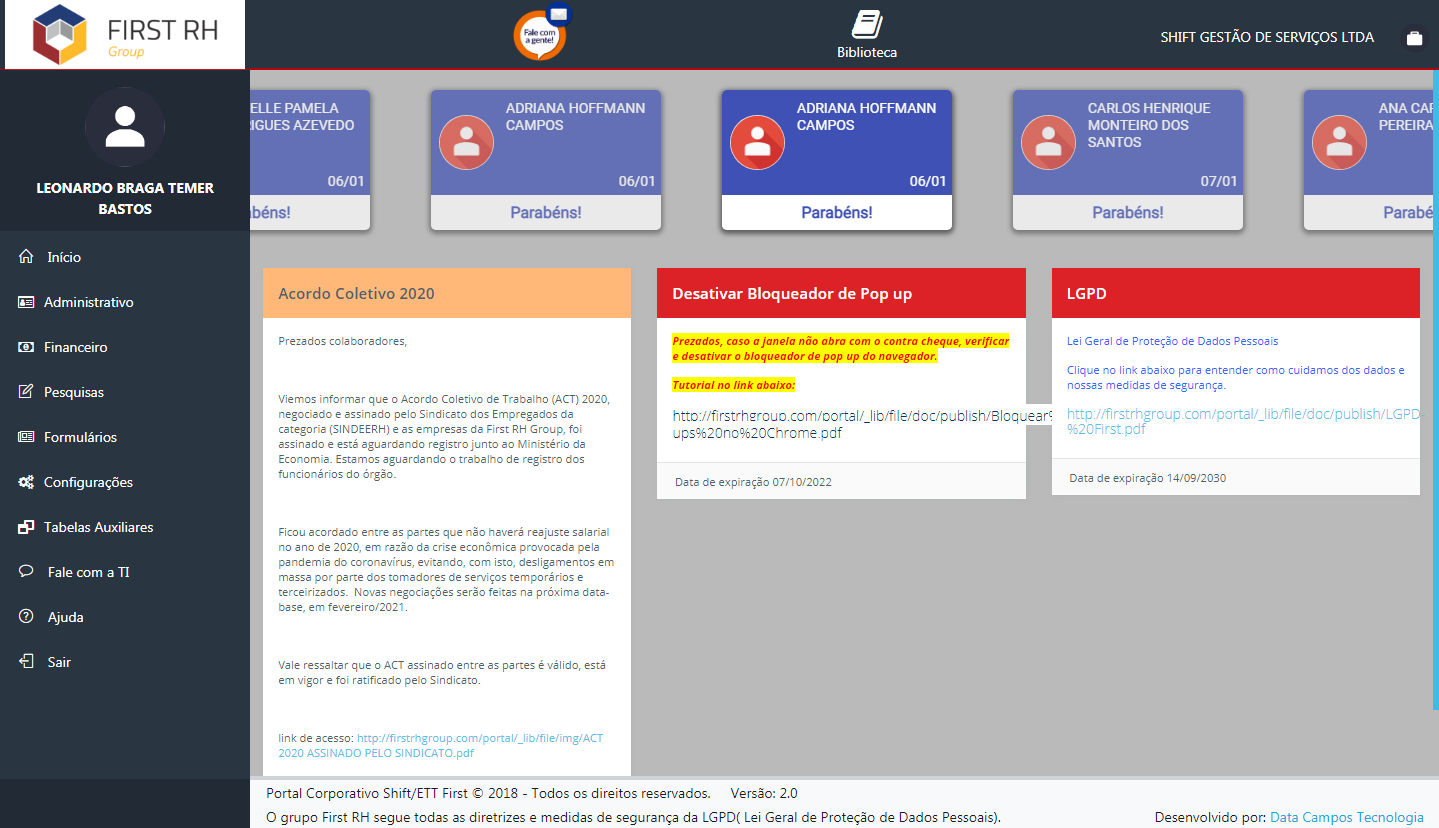 FIRST RH
Group
Fale com
a gente!
Biblioteca
SHIFT GESTÃO DE SERVIÇOS LTDA
LEONARDO BRAGA TEMER
BASTOS
Início
Administrativo
Financeiro
Pesquisas
Formulários
Configurações
Tabelas Auxiliares
Fale com a TI
Ajuda
Sair
ELLE PAMELA
RIGUES AZEVEDO
06/01
béns!
ADRIANA HOFFMANN
CAMPOS
06/01
Parabéns!
ADRIANA HOFFMANN
CAMPOS
06/01
Parabéns!
CARLOS HENRIQUE
MONTEIRO DOS
SANTOS
07/01
Parabéns!
ANA CAR
PEREIRA
Parabé
Acordo Coletivo 2020
Prezados colaboradores,
Viemos informar que o Acordo Coletivo de Trabalho (ACT) 2020,
negociado e assinado pelo Sindicato dos Empregados da
categoria (SINDEERH) e as empresas da First RH Group, foi
assinado e está aguardando registro junto ao Ministério da
Economia. Estamos aguardando o trabalho de registro dos
funcionários do órgão.
Ficou acordado entre as partes que não haverá reajuste salarial
no ano de 2020, em razão da crise econômica provocada pela
pandemia do coronavírus, evitando, com isto, desligamentos em
massa por parte dos tomadores de serviços temporários e
terceirizados. Novas negociações serão feitas na próxima data-
base, em fevereiro/2021.
Vale ressaltar que o ACT assinado entre as partes é válido, está
em vigor e foi ratificado pelo Sindicato.
link de acesso: http://firstrhgroup.com/portal/_lib/file/img/ACT
2020 ASSINADO PELO SINDICATO.pdf
Desativar Bloqueador de Pop up
Prezados, caso a janela não abra com o contra cheque, verificar
e desativar o bloqueador de pop up do navegador.
Tutorial no link abaixo:
http://firstrhgroup.com/portal/_lib/file/doc/publish/Bloquear%
ups%20no%20Chrome.pdf
Data de expiração 07/10/2022
LGPD
Lei Geral de Proteção de Dados Pessoais
Clique no link abaixo para entender como cuidamos dos dados e
nossas medidas de segurança.
http://firstrhgroup.com/portal/_lib/file/doc/publish/LGPD
%20First.pdf
Data de expiração 14/09/2030
Portal Corporativo Shift/ETT First © 2018 - Todos os direitos reservados. Versão: 2.0
O grupo First RH segue todas as diretrizes e medidas de segurança da LGPD( Lei Geral de Proteção de Dados Pessoais).
Desenvolvido por: Data Campos Tecnologia